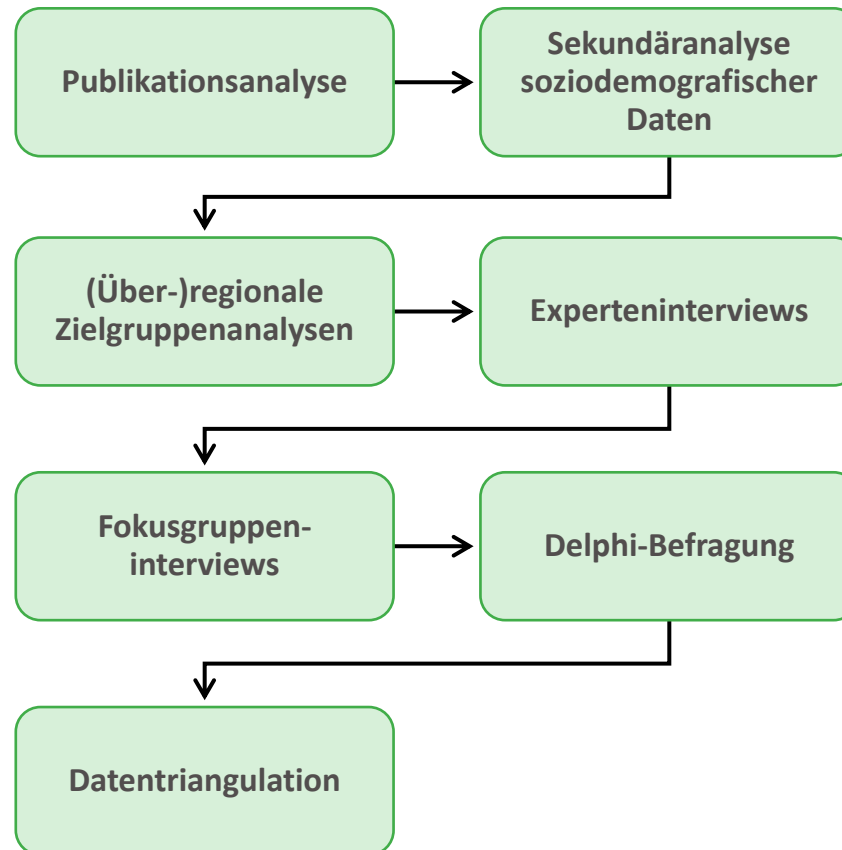 Publikationsanalyse
Sekundäranalyse
soziodemografischer
Daten
(Über-)regionale
Zielgruppenanalysen
Experteninterviews
Fokusgruppen-
interviews
Delphi-Befragung
Datentriangulation